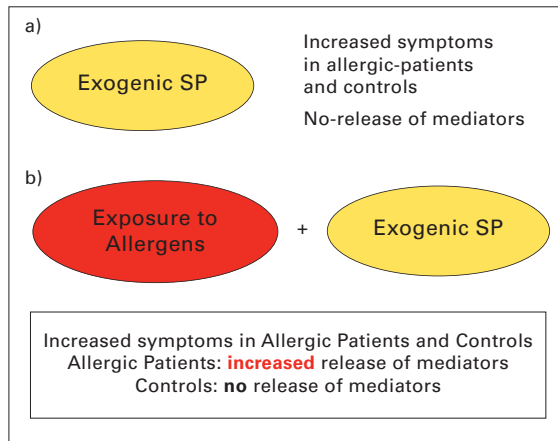 a)
Exogenic SP
Increased symptoms
in allergic-patients
and controls
No-release of mediators
b)
Exposure to
Allergens
+
Exogenic SP
Increased symptoms in Allergic Patients and Controls
Allergic Patients: increased release of mediators
Controls: no release of mediators